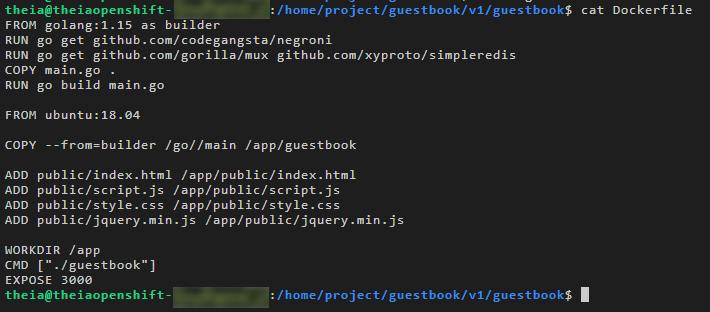 theia@theiaopenshift- :/home/project/guestbook/v1/guestbook$ cat Dockerfile
FROM golang:1.15 as builder
RUN go get github.com/codegangsta/negroni
RUN go get github.com/gorilla/mux github.com/xyproto/simpleredis
COPY main.go .
RUN go build main.go
FROM ubuntu:18.04
COPY --from=builder /go//main /app/guestbook
ADD public/index.html /app/public/index.html
ADD public/script.js /app/public/script.js
ADD public/style.css /app/public/style.css
ADD public/jquery.min.js /app/public/jquery.min.js
WORKDIR /app
CMD ["./guestbook"]
EXPOSE 3000
theia@theiaopenshift- :/home/project/guestbook/v1/guestbook$